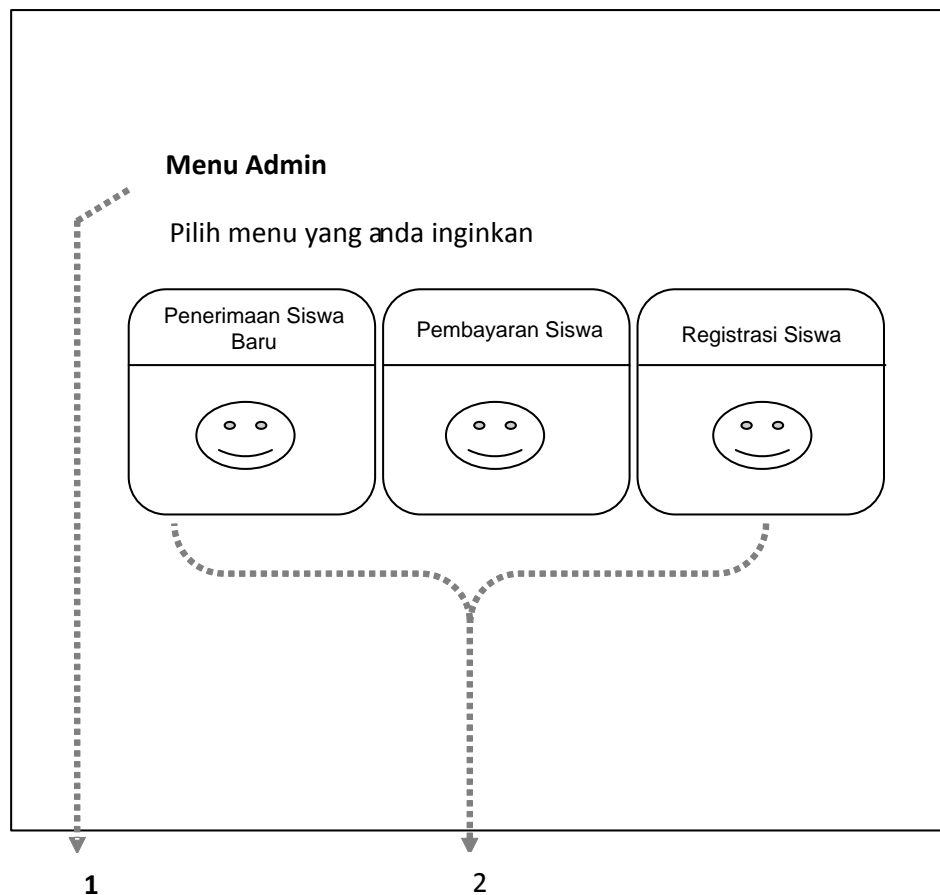 Menu Admin
Pilih menu yang anda inginkan
Penerimaan Siswa
Baru
Pembayaran Siswa
Registrasi Siswa
1
2